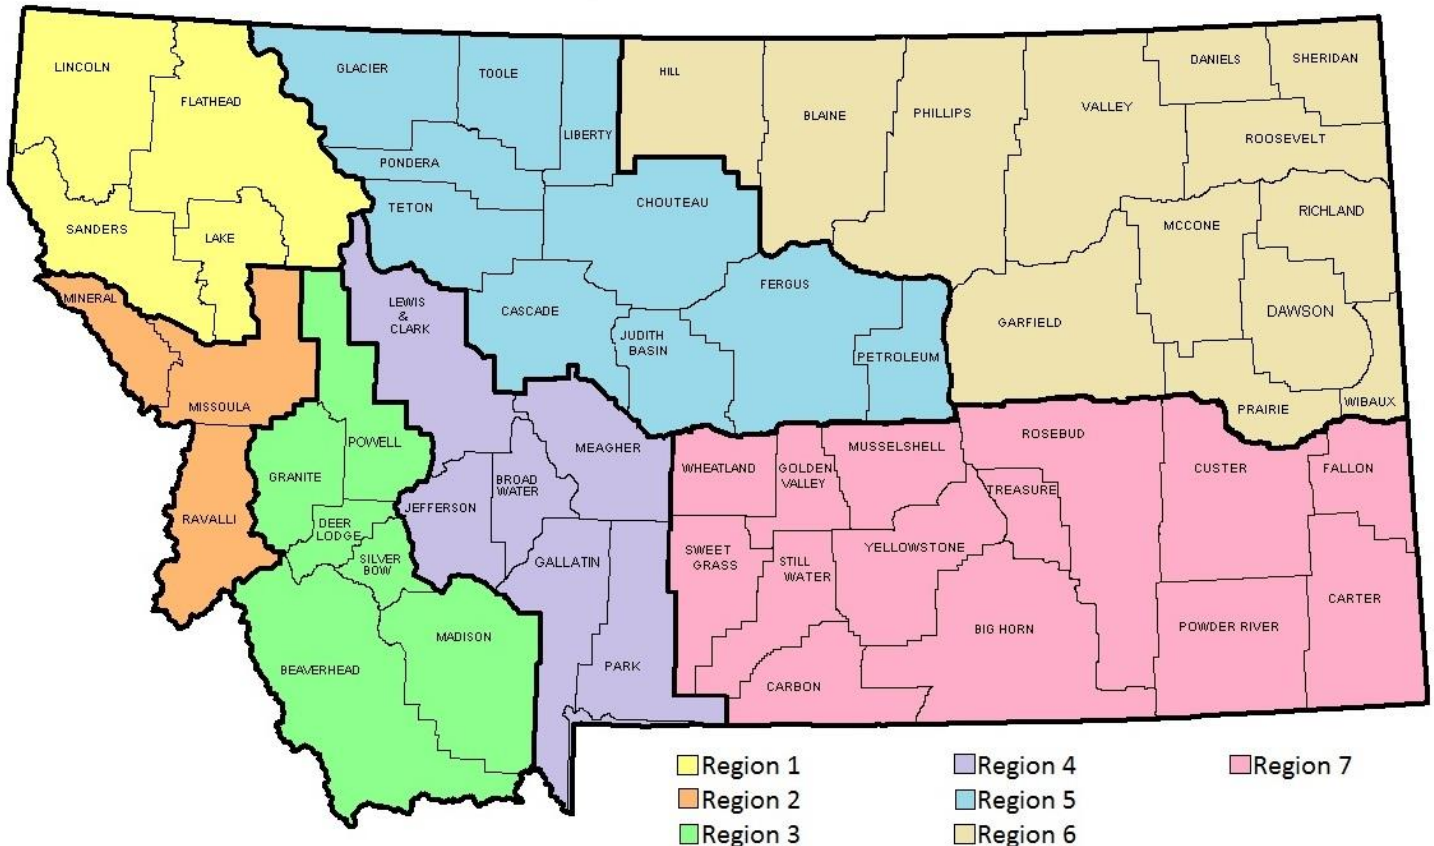 LINCOLN
FLATHEAD
GLACIER
TOOLE
LIBERTY
HILL
BLAINE
PHILLIPS
VALLEY
DANIELS
SHERIDAN
ROOSEVELT
PONDERA
TETON
CHOUTEAU
SANDERS
LAKE
MCCONE
RICHLAND
MINERAL
LEWIS
&
CLARK
CASCADE
JUDITH
BASIN
FERGUS
PETROLEUM
GARFIELD
DAWSON
PRAIRIE
WIBAUX
MISSOULA
POWELL
GRANITE
MEAGHER
WHEATLAND
GOLDEN
VALLEY
MUSSELSHELL
ROSEBUD
TREASURE
CUSTER
FALLON
RAVALLI
DEER
LODGE
SILVER
BOW
JEFFERSON
BROAD
WATER
GALLATIN
SWEET
GRASS
STILL
WATER
YELLOWSTONE
BEAVERHEAD
MADISON
PARK
CARBON
BIG HORN
POWDER RIVER
CARTER
Region 1
Region 2
Region 3
Region 4
Region 5
Region 6
Region 7